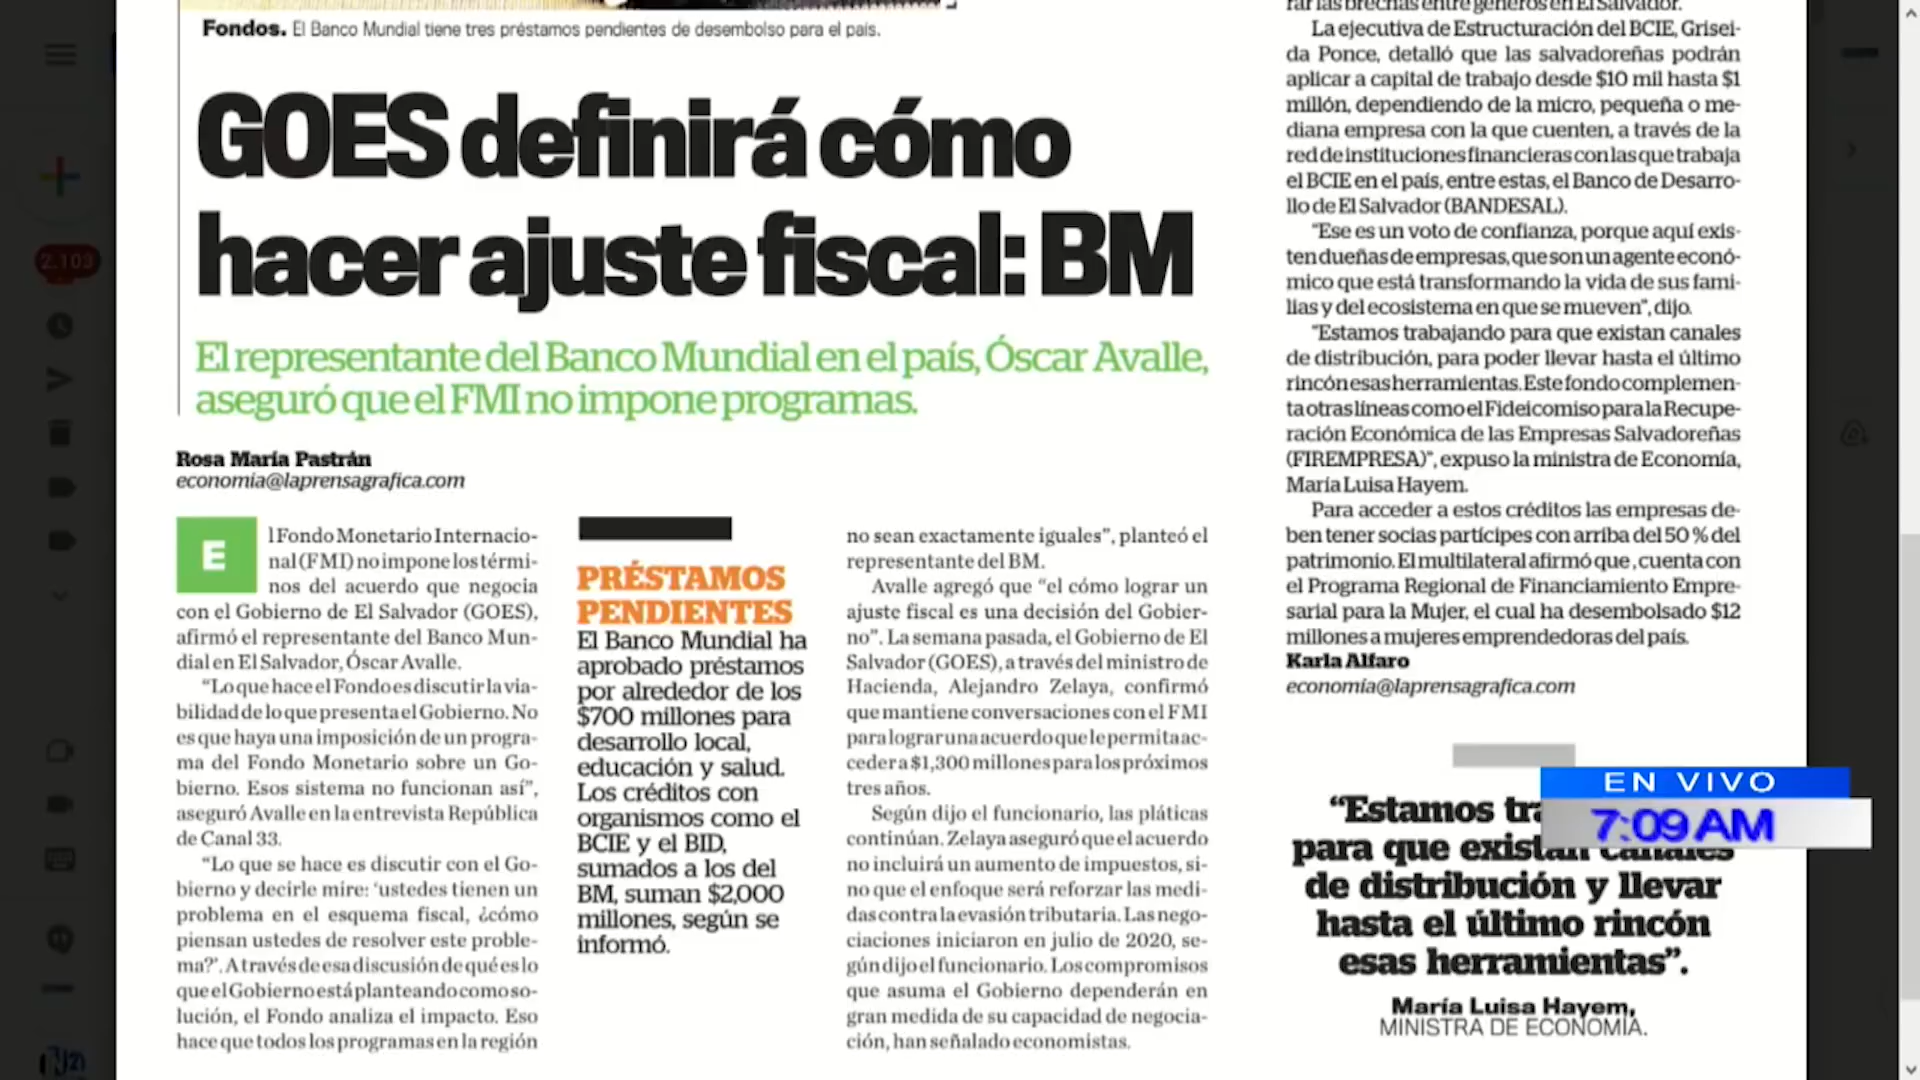 Fondos. El Banco Mundial tiene tres préstamos pendientes de desembolso para el país.
GOES definirá cómo
hacer ajuste fiscal: BM
El representante del Banco Mundial en el país, Óscar Avalle,
aseguró que el FMI no impone programas.
Rosa María Pastrán
economia@laprensagrafica.com
El Fondo Monetario Internacio-
nal (FMI) no impone los térmi-
nos del acuerdo que negocia
con el Gobierno de El Salvador (GOES),
afirmó el representante del Banco Mun-
dial en El Salvador, Óscar Avalle.
“Lo que hace el Fondo es discutir la via-
bilidad de lo que presenta el Gobierno. No
es que haya una imposición de un progra-
ma del Fondo Monetario sobre un Go-
bierno. Esos sistema no funcionan así”,
aseguró Avalle en la entrevista República
de Canal 33.
“Lo que se hace es discutir con el Go-
bierno y decirle mire: ‘ustedes tienen un
problema en el esquema fiscal, ¿cómo
piensan ustedes de resolver este proble-
ma?’. A través de esa discusión de qué es lo
que el Gobierno está planteando como so-
lución, el Fondo analiza el impacto. Eso
hace que todos los programas en la región
PRÉSTAMOS
PENDIENTES
El Banco Mundial ha
aprobado préstamos
por alrededor de los
$700 millones para
desarrollo local,
educación y salud.
Los créditos con
organismos como el
BCIE y el BID,
sumados a los del
BM, suman $2,000
millones, según se
informó.
no sean exactamente iguales”, planteó el
representante del BM.
Avalle agregó que “el cómo lograr un
ajuste fiscal es una decisión del Gobier-
no”. La semana pasada, el Gobierno de El
Salvador (GOES), a través del ministro de
Hacienda, Alejandro Zelaya, confirmó
que mantiene conversaciones con el FMI
para lograr una acuerdo que le permita ac-
ceder a $1,300 millones para los próximos
tres años.
Según dijo el funcionario, las pláticas
continúan. Zelaya aseguró que el acuerdo
no incluirá un aumento de impuestos, si-
no que el enfoque será reforzar las medi-
das contra la evasión tributaria. Las nego-
ciaciones iniciaron en julio de 2020, se-
gún dijo el funcionario. Los compromisos
que asuma el Gobierno dependerán en
gran medida de su capacidad de negocia-
ción, han señalado economistas.
rar las brechas entre géneros en El Salvador.
La ejecutiva de Estructuración del BCIE, Grisel-
da Ponce, detalló que las salvadoreñas podrán
aplicar a capital de trabajo desde $10 mil hasta $1
millón, dependiendo de la micro, pequeña o me-
diana empresa con la que cuenten, a través de la
red de instituciones financieras con las que trabaja
el BCIE en el país, entre estas, el Banco de Desarro-
llo de El Salvador (BANDESAL).
“Ese es un voto de confianza, porque aquí exis-
ten dueñas de empresas, que son un agente econó-
mico que está transformando la vida de sus fami-
lias y del ecosistema en que se mueven”, dijo.
“Estamos trabajando para que existan canales
de distribución, para poder llevar hasta el último
rincón esas herramientas. Este fondo complemen-
ta otras líneas como el Fideicomiso para la Recupe-
ración Económica de las Empresas Salvadoreñas
(FIREMPRESA)”, expuso la ministra de Economía,
María Luisa Hayem.
Para acceder a estos créditos las empresas de-
ben tener socias partícipes con arriba del 50 % del
patrimonio. El multilateral afirmó que, cuenta con
el Programa Regional de Financiamiento Empre-
sarial para la Mujer, el cual ha desembolsado $12
millones a mujeres emprendedoras del país.
Karla Alfaro
economia@laprensagrafica.com
“Estamos tra
para que existan canales
de distribución y llevar
hasta el último rincón
esas herramientas”.
María Luisa Hayem,
MINISTRA DE ECONOMÍA.
EN VIVO
7:09 AM
2.103